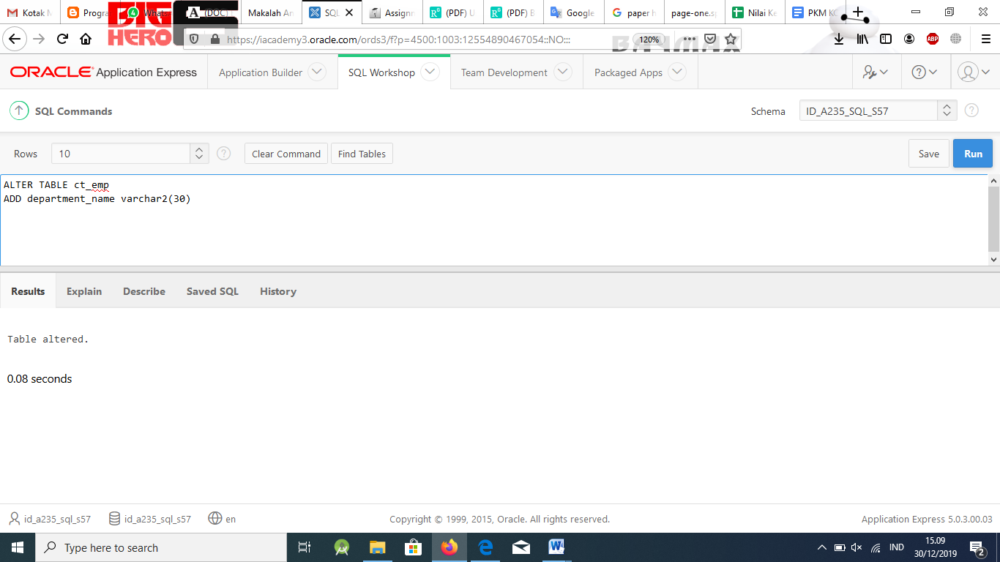 Kotak M
Progra
Whatsa
(DOC)
Makalah An
SQL
Assignm
(PDF) U
(PDF) B
Google
paper h
page-one.sp
Nilai Ke
PKM KC
BIG
HERO
https://iacademy3.oracle.com/ords3/f?p=4500:1003:12554890467054::NO:::
120%
BAYMAX
ABP
ORACLE Application Express
Application Builder
SQL Workshop
Team Development
Packaged Apps
SQL Commands
Schema
ID_A235_SQL_S57
Rows
10
Clear Command
Find Tables
Save
Run
ALTER TABLE ct_emp
ADD department_name varchar2(30)
Results
Explain
Describe
Saved SQL
History
Table altered.
0.08 seconds
id_a235_sql_s57
id_a235_sql_s57
en
Copyright © 1999, 2015, Oracle. All rights reserved.
Application Express 5.0.3.00.03
Type here to search
IND
15.09
30/12/2019
2